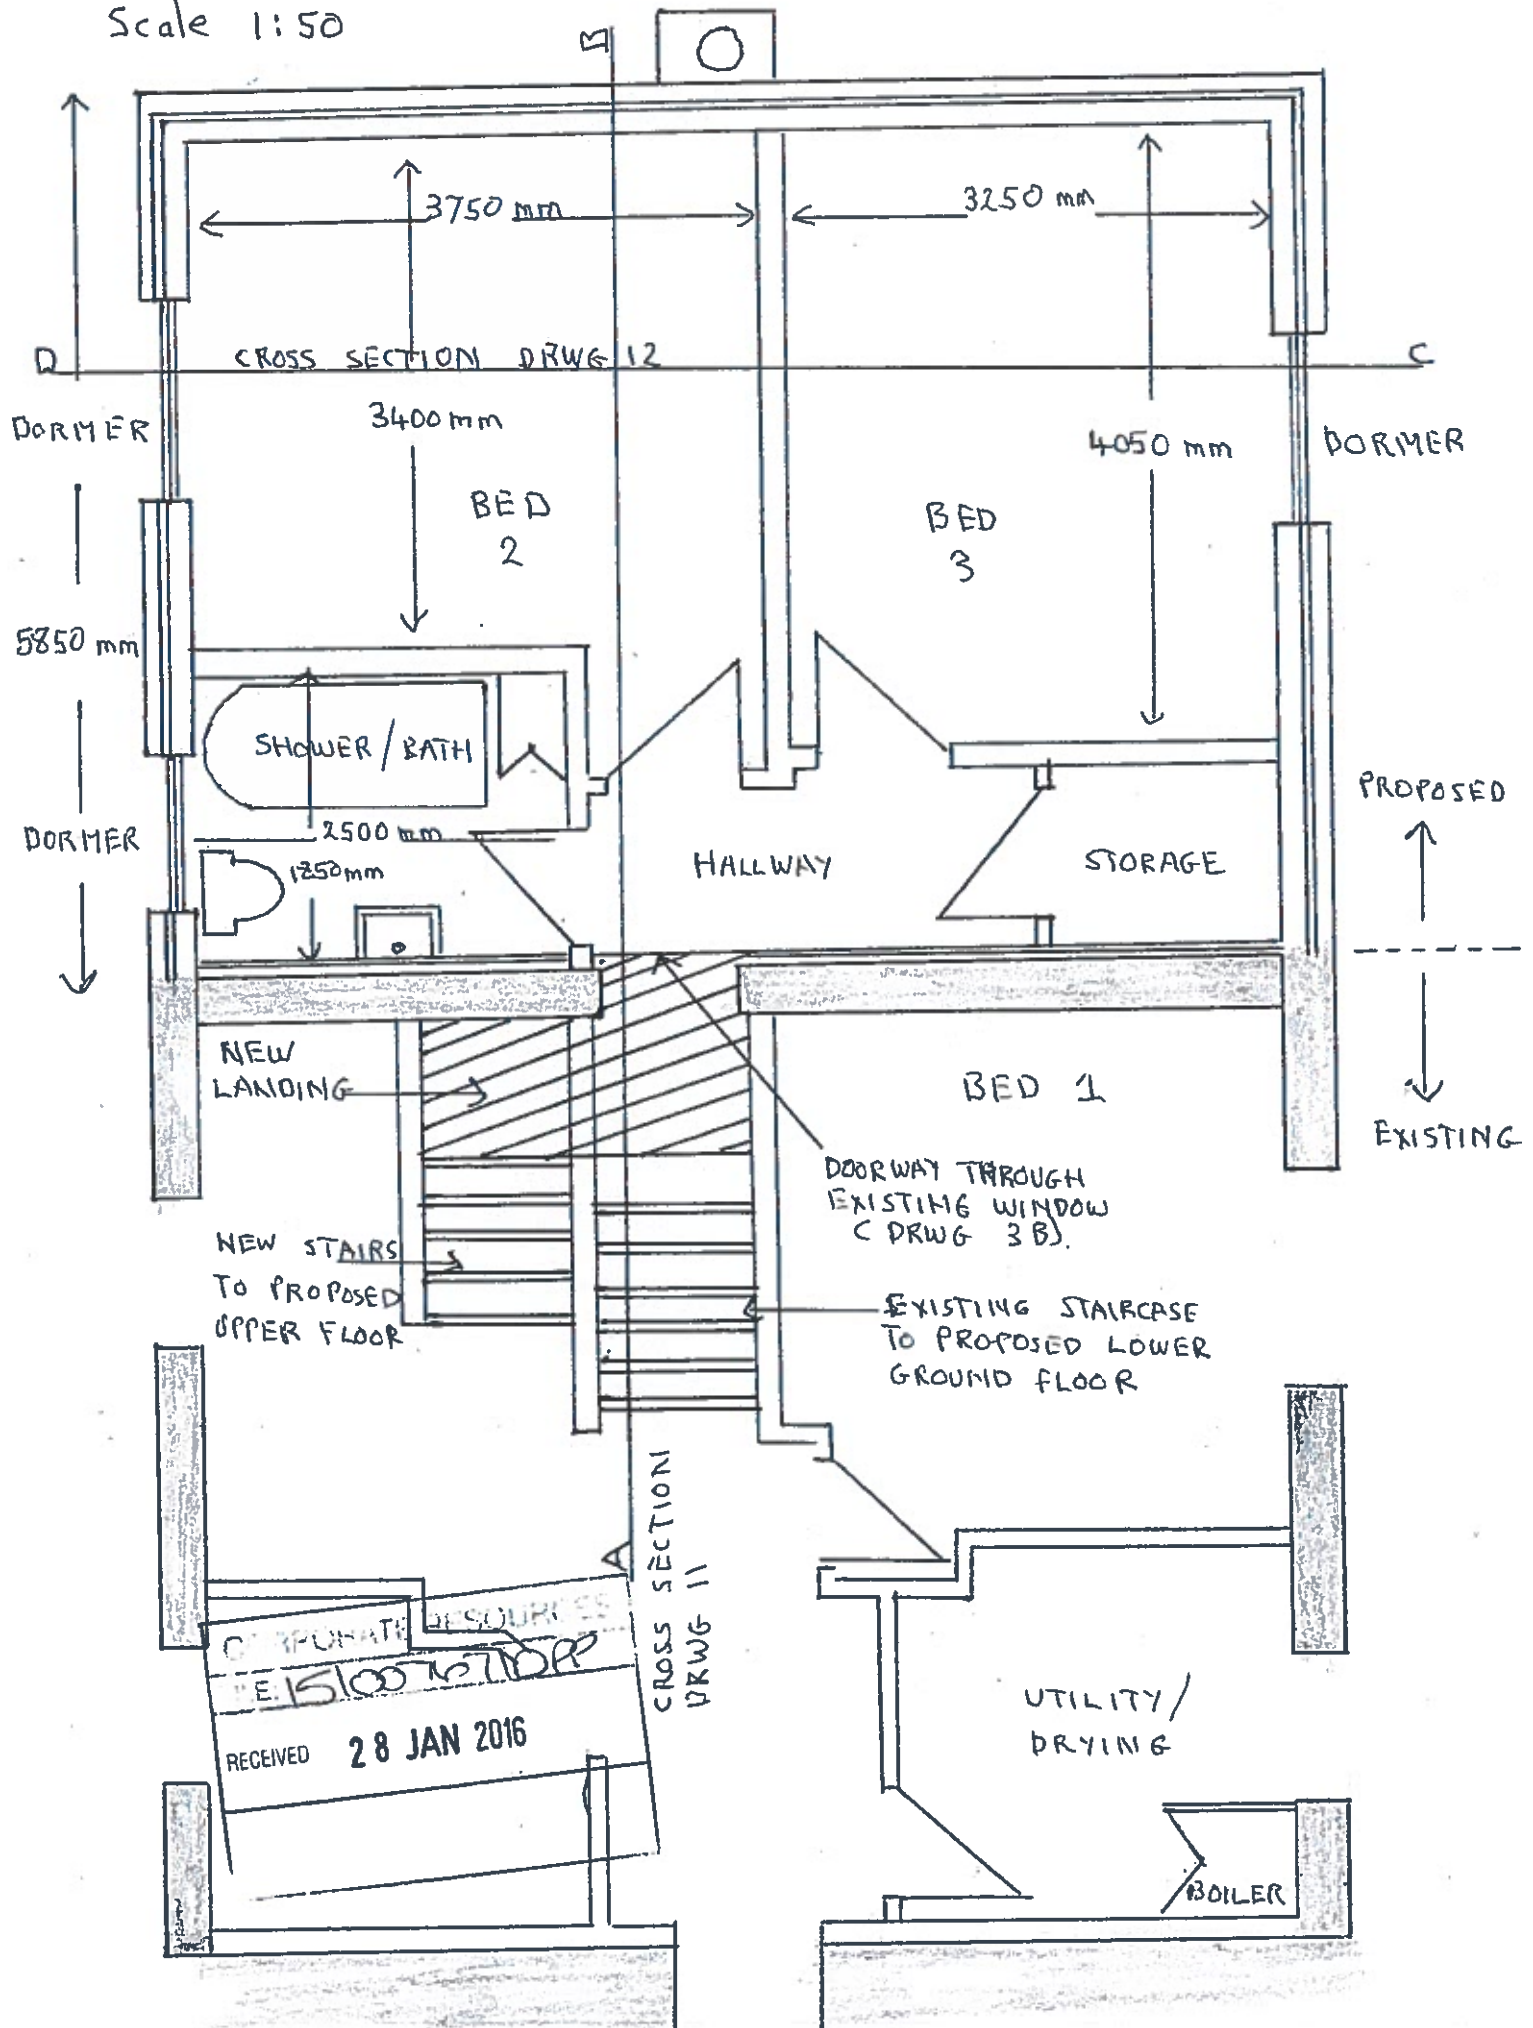 Scale 1:50
B
3750 mm
3250 mm
D
CROSS SECTION DRWG 12
C
DORMER
3400 mm
4050 mm
DORMER
BED
2
BED
3
5850 mm
SHOWER / BATH
PROPOSED
DORMER
2500 mm
HALLWAY
STORAGE
1850mm
NEW
LANDING
BED 1
EXISTING
DOORWAY THROUGH
EXISTING WINDOW
( DRWG 3B).
NEW STAIRS
TO PROPOSED
UPPER FLOOR
EXISTING STAIRCASE
TO PROPOSED LOWER
GROUND FLOOR
A
CROSS SECTION
DRWG 11
CORPORATE RESOURCES
RECEIVED 28 JAN 2016
UTILITY/
DRYING
BOILER